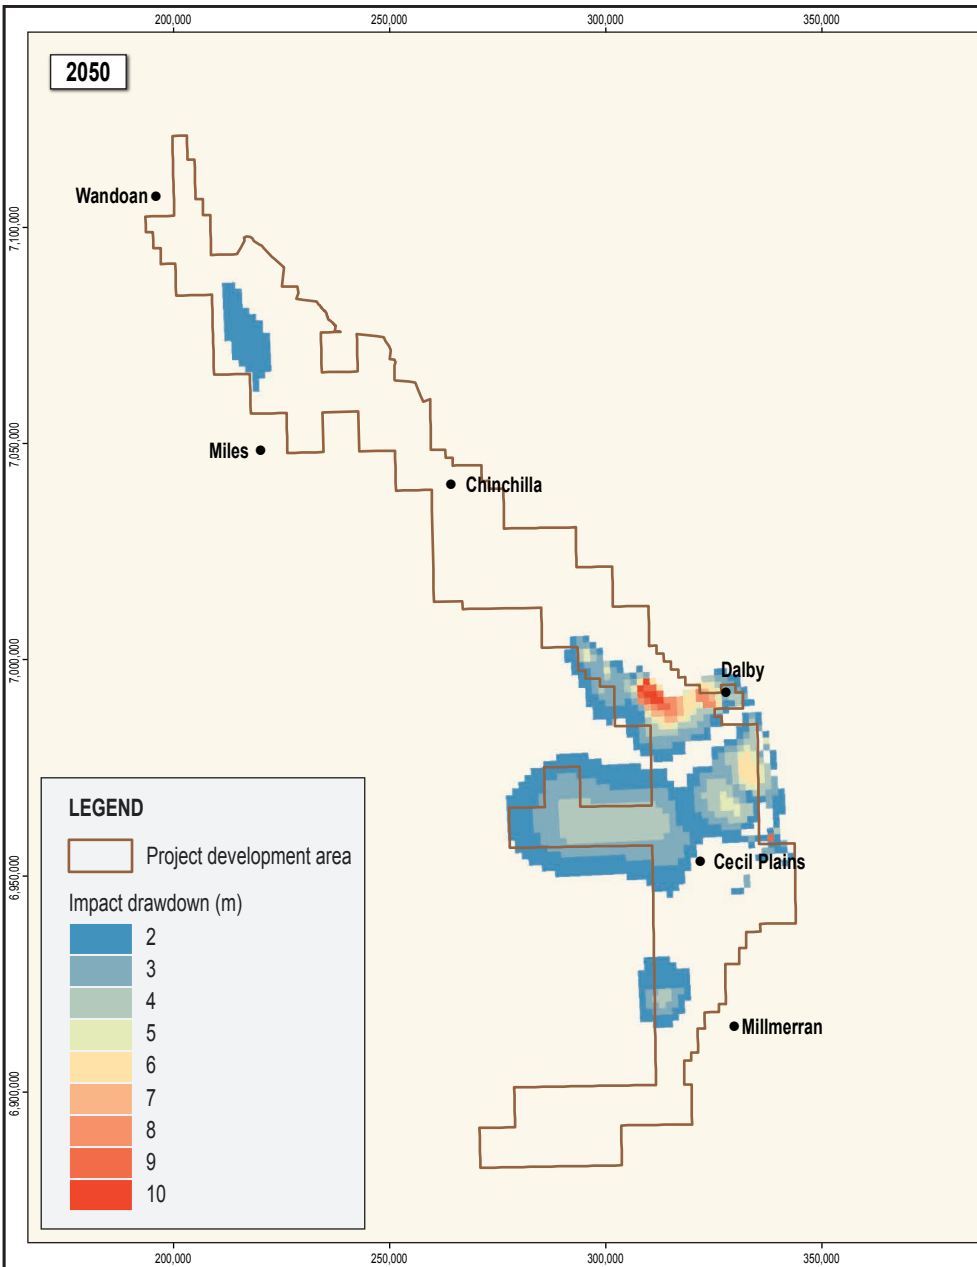 200,000 250,000 300,000 350,000
2050
Wandoan
7,100,000
Miles
7,050,000
Chinchilla
7,000,000
Dalby
LEGEND
Project development area
Cecil Plains
6,950,000
Impact drawdown (m)
2
3
4
5
Millmerran
6
7
6,900,000
8
9
10
200,000 250,000 300,000 350,000